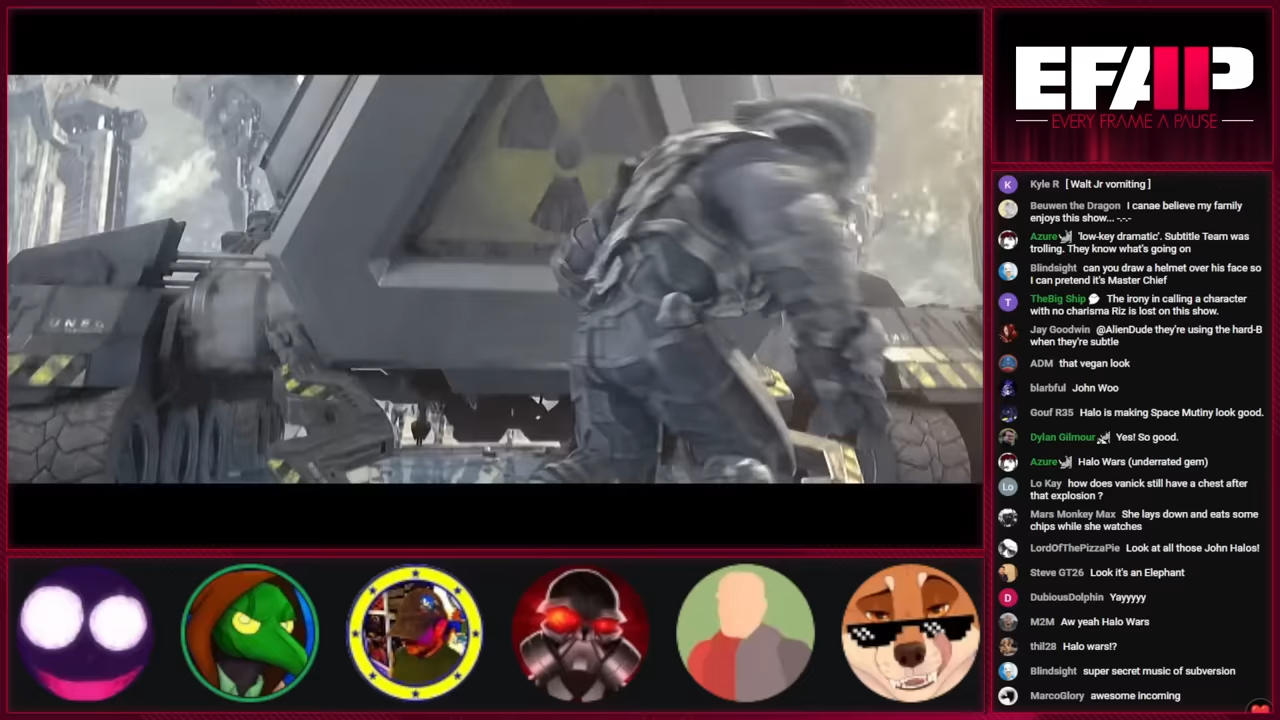 UNSC
EFAP
EVERY FRAME A PAUSE
K
Kyle R [ Walt Jr vomiting ]
Beuwen the Dragon I canae believe my family
enjoys this show... -.-.-
Azure 'low-key dramatic'. Subtitle Team was
trolling. They know what's going on
Blindsight can you draw a helmet over his face so
I can pretend it's Master Chief
T
TheBig Ship The irony in calling a character
with no charisma Riz is lost on this show.
Jay Goodwin @AlienDude they're using the hard-B
when they're subtle
ADM that vegan look
blarbful John Woo
Gouf R35 Halo is making Space Mutiny look good.
Dylan Gilmour Yes! So good.
Azure Halo Wars (underrated gem)
Lo
Lo Kay how does vanick still have a chest after
that explosion ?
Mars Monkey Max She lays down and eats some
chips while she watches
LordOfThePizzaPie Look at all those John Halos!
Steve GT26 Look it's an Elephant
D
DubiousDolphin Yayyyyy
M2M Aw yeah Halo Wars
thil28 Halo wars!?
Blindsight super secret music of subversion
MarcoGlory awesome incoming